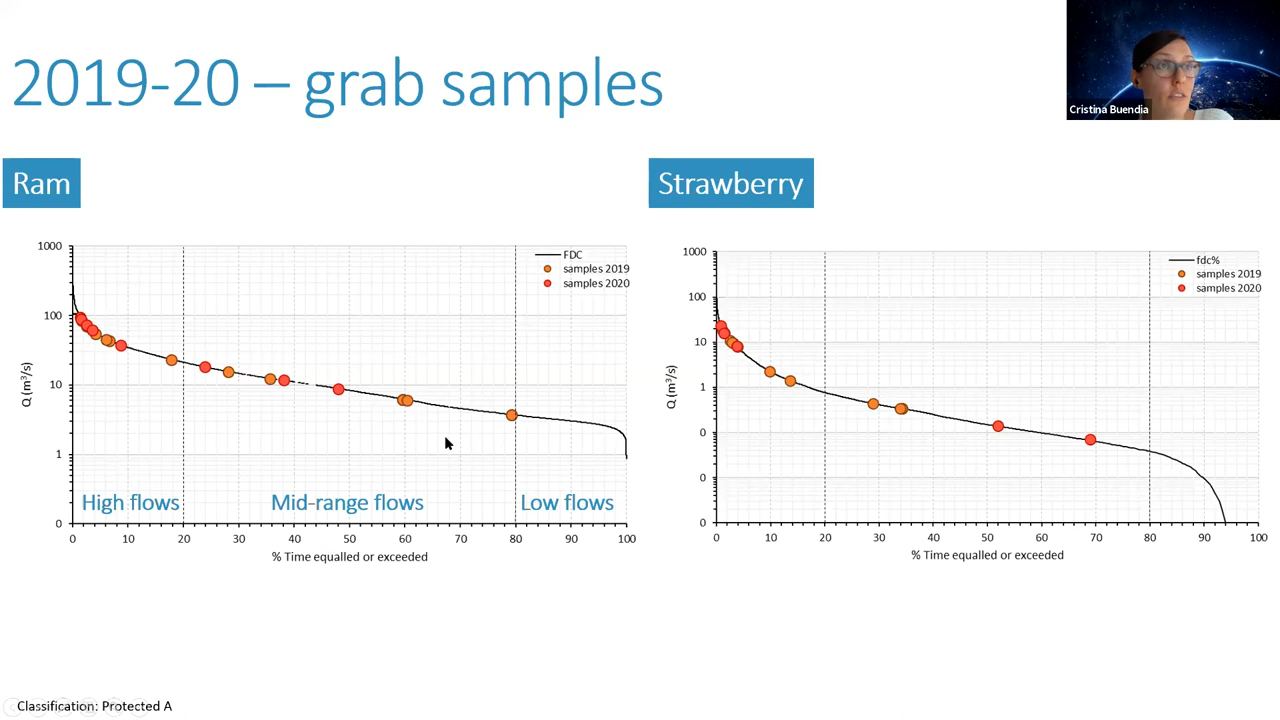 2019-20 – grab samples
Cristina Buendia
Ram
Strawberry
1000
100
10
1
0
Q (m³/s)
FDC
samples 2019
samples 2020
High flows
Mid-range flows
Low flows
0 10 20 30 40 50 60 70 80 90 100
% Time equalled or exceeded
1000
100
10
1
0
0
0
Q (m³/s)
fdc%
samples 2019
samples 2020
0 10 20 30 40 50 60 70 80 90 100
% Time equalled or exceeded
Classification: Protected A